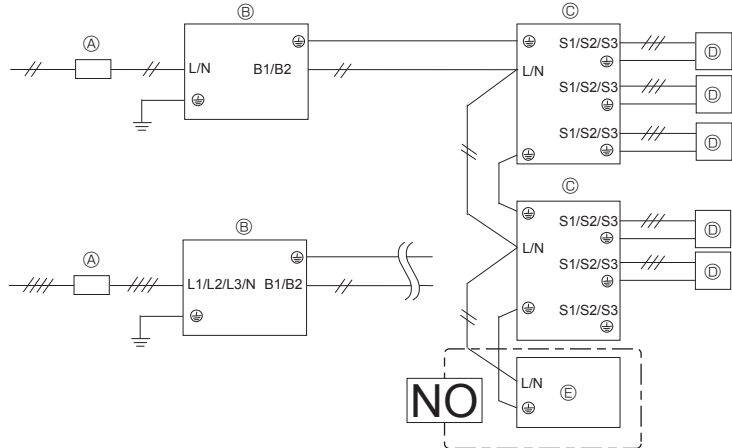 Ⓑ
Ⓒ
Ⓐ
L/N
B1/B2
S1/S2/S3
Ⓓ
L/N
S1/S2/S3
Ⓓ
S1/S2/S3
Ⓓ
Ⓒ
Ⓑ
S1/S2/S3
Ⓓ
L/N
Ⓐ
L1/L2/L3/N
B1/B2
S1/S2/S3
Ⓓ
S1/S2/S3
NO
L/N
Ⓔ